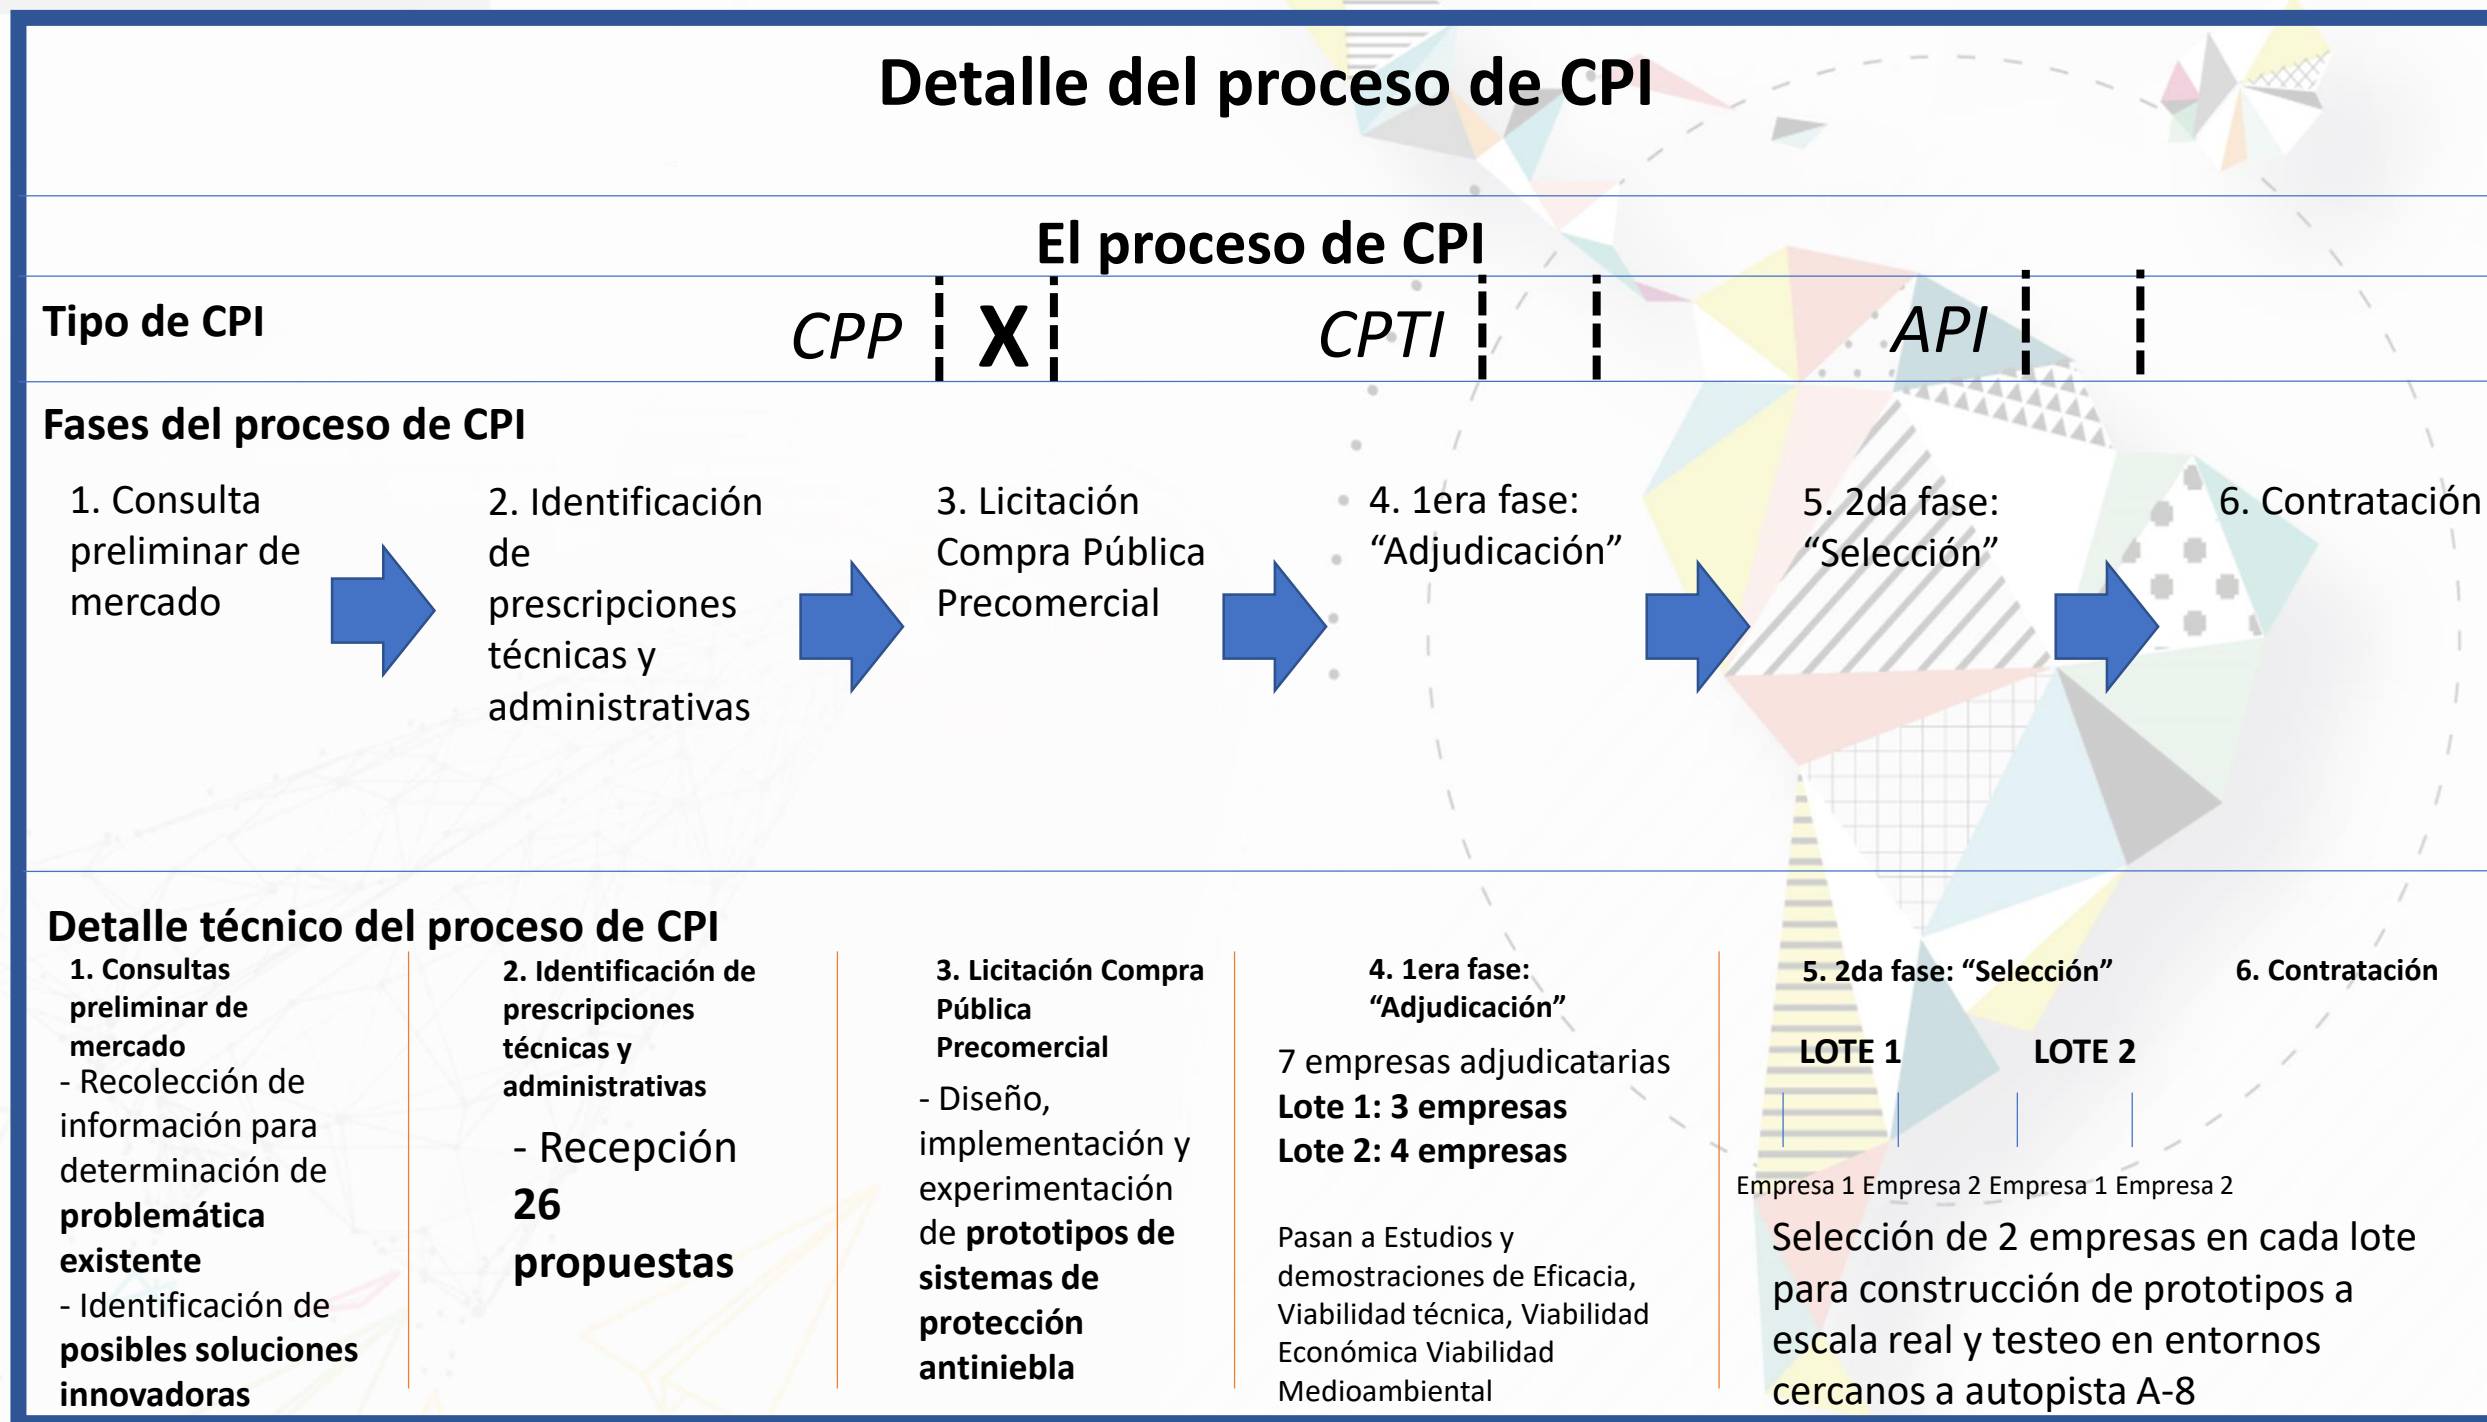 Detalle del proceso de CPI
El proceso de CPI
Tipo de CPI
CPP
X
CPTI
API
Fases del proceso de CPI
1. Consulta
preliminar de
mercado
2. Identificación
de
prescripciones
técnicas y
administrativas
3. Licitación
Compra Pública
Precomercial
4. 1era fase:
“Adjudicación”
5. 2da fase:
“Selección”
6. Contratación
Detalle técnico del proceso de CPI
1. Consultas
preliminar de
mercado
- Recolección de
información para
determinación de
problemática
existente
- Identificación de
posibles soluciones
innovadoras
2. Identificación de
prescripciones
técnicas y
administrativas
- Recepción
26
propuestas
3. Licitación Compra
Pública
Precomercial
- Diseño,
implementación y
experimentación
de prototipos de
sistemas de
protección
antiniebla
4. 1era fase:
“Adjudicación”
7 empresas adjudicatarias
Lote 1: 3 empresas
Lote 2: 4 empresas
Pasan a Estudios y
demostraciones de Eficacia,
Viabilidad técnica, Viabilidad
Económica Viabilidad
Medioambiental
5. 2da fase: “Selección”
6. Contratación
LOTE 1
LOTE 2
Empresa 1 Empresa 2 Empresa 1 Empresa 2
Selección de 2 empresas en cada lote
para construcción de prototipos a
escala real y testeo en entornos
cercanos a autopista A-8